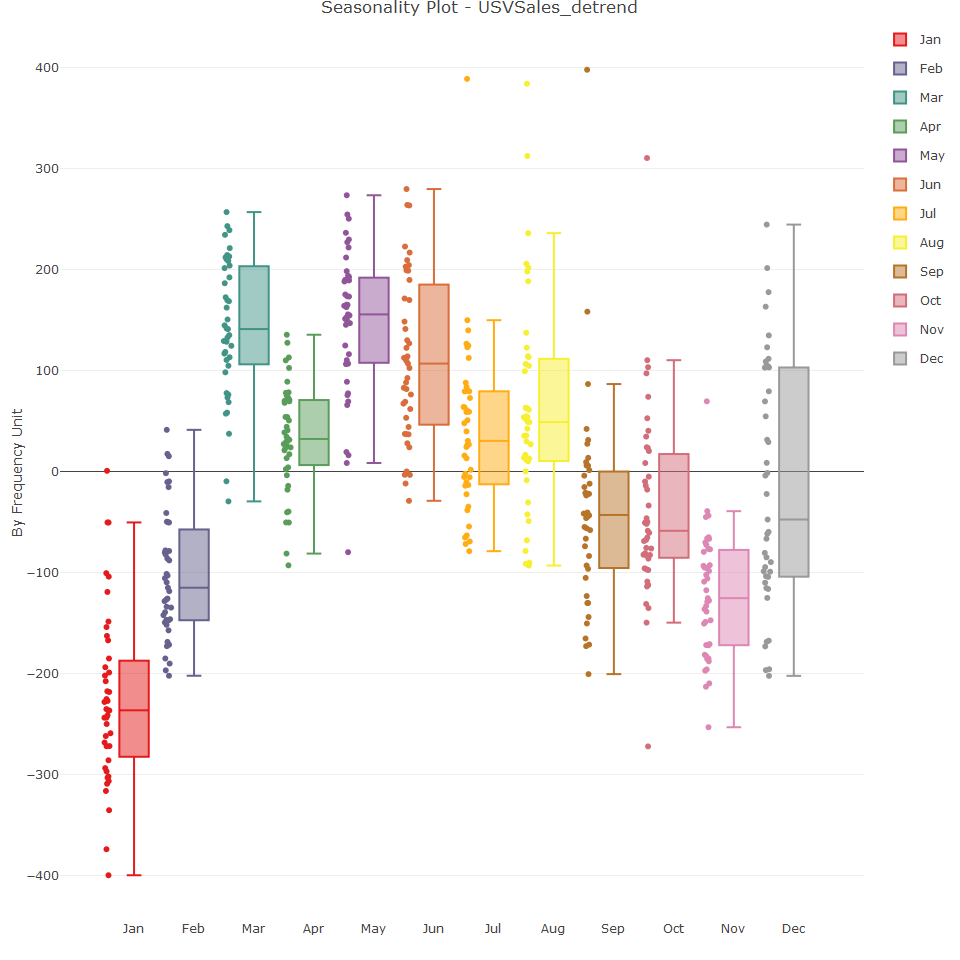 Seasonality Plot - USVSales_detrend
By Frequency Unit
400
300
200
100
0
−100
−200
−300
−400
Jan
Feb
Mar
Apr
May
Jun
Jul
Aug
Sep
Oct
Nov
Dec
Jan
Feb
Mar
Apr
May
Jun
Jul
Aug
Sep
Oct
Nov
Dec